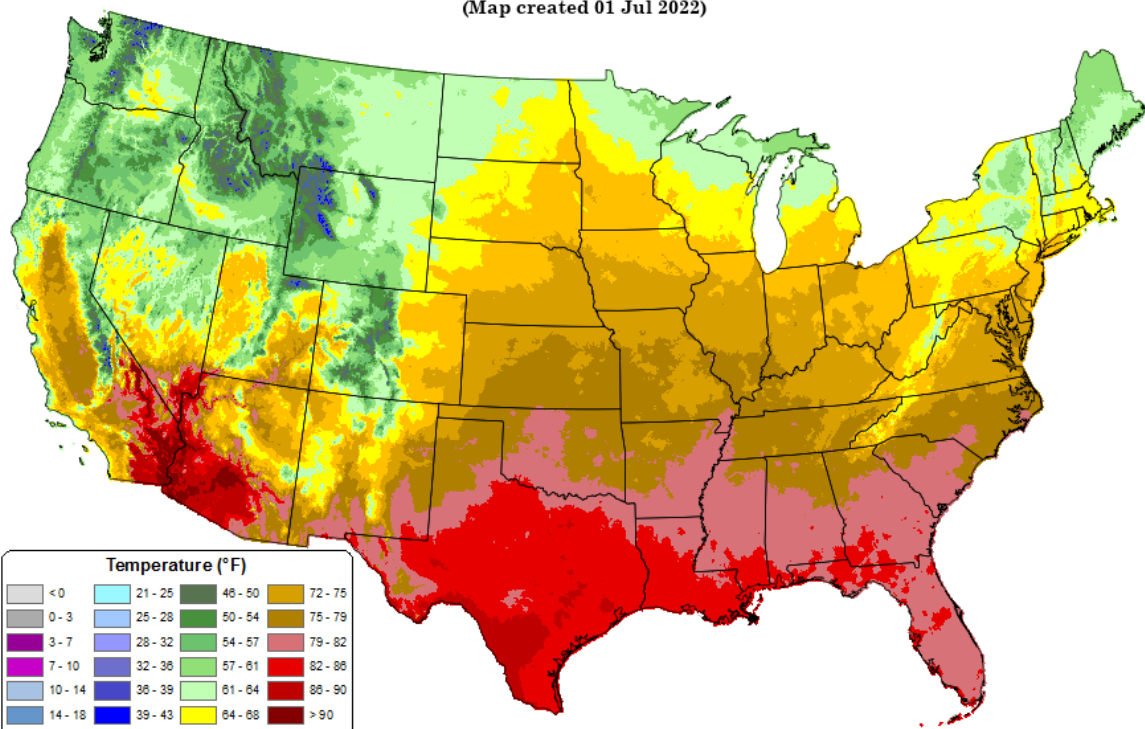 (Map created 01 Jul 2022)
Temperature (°F)
< 0 21 - 25 46 - 50 72 - 75
0 - 3 25 - 28 50 - 54 75 - 79
3 - 7 28 - 32 54 - 57 79 - 82
7 - 10 32 - 36 57 - 61 82 - 86
10 - 14 36 - 39 61 - 64 86 - 90
14 - 18 39 - 43 64 - 68 > 90